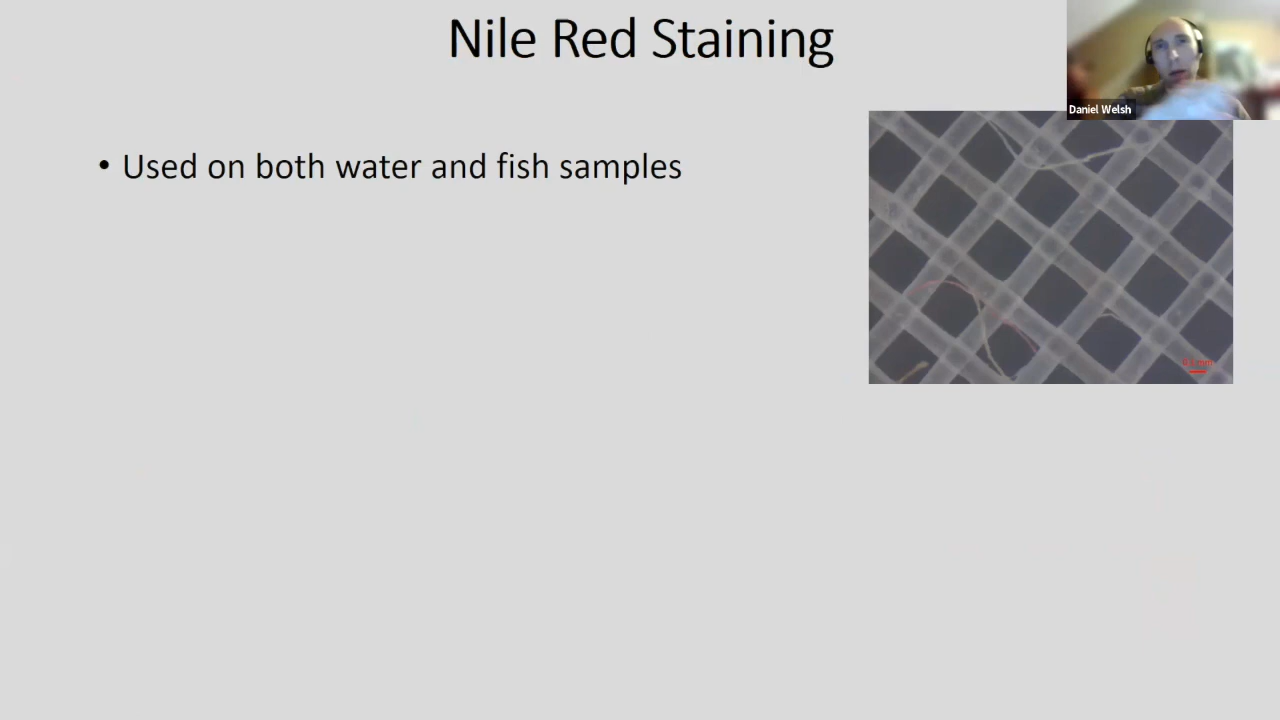 Nile Red Staining
Daniel Welsh
• Used on both water and fish samples